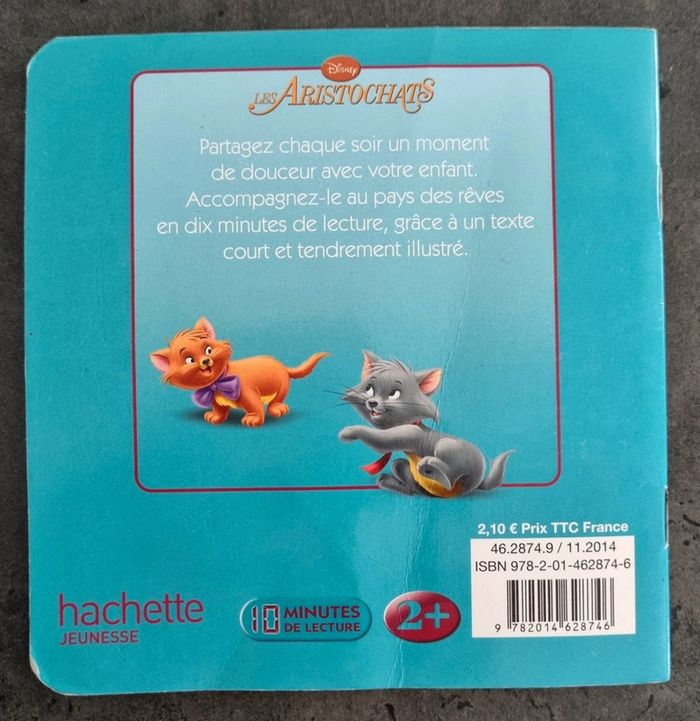 Disney
LES ARISTOCHATS
Partagez chaque soir un moment
de douceur avec votre enfant.
Accompagnez-le au pays des rêves
en dix minutes de lecture, grâce à un texte
court et tendrement illustré.
2,10 € Prix TTC France
46.2874.9 / 11.2014
ISBN 978-2-01-462874-6
9 782014 628746
hachette
JEUNESSE
10 MINUTES
DE LECTURE
2+